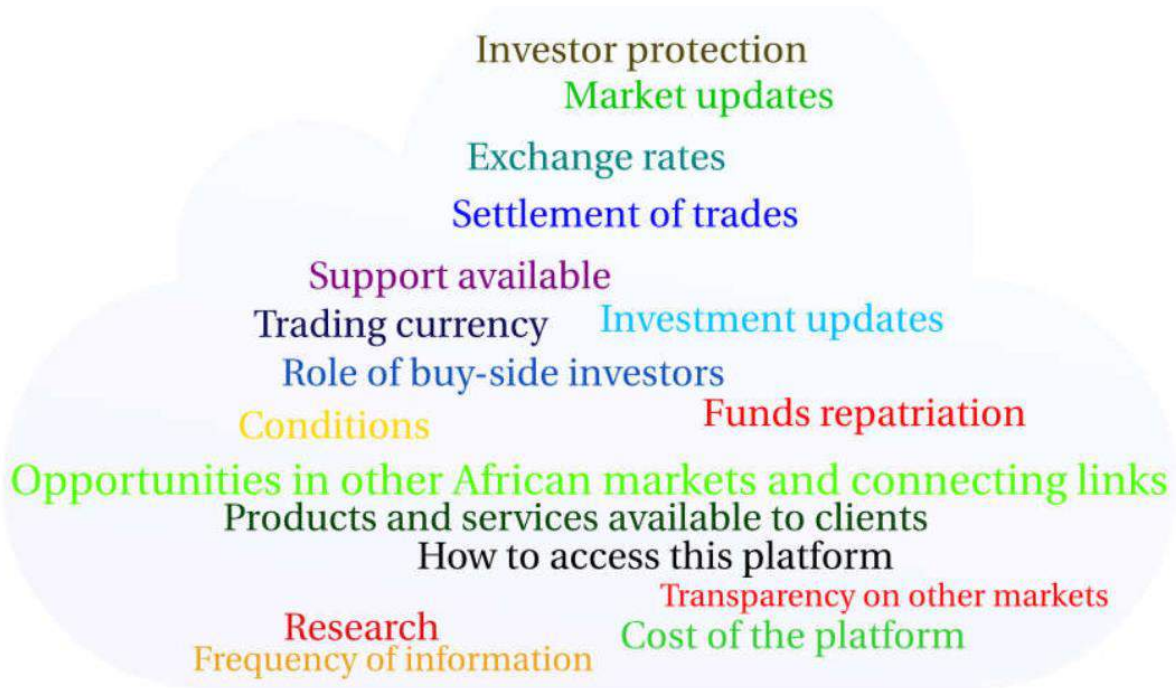 Investor protection
Market updates
Exchange rates
Settlement of trades
Support available
Trading currency
Investment updates
Role of buy-side investors
Conditions
Funds repatriation
Opportunities in other African markets and connecting links
Products and services available to clients
How to access this platform
Transparency on other markets
Research
Cost of the platform
Frequency of information